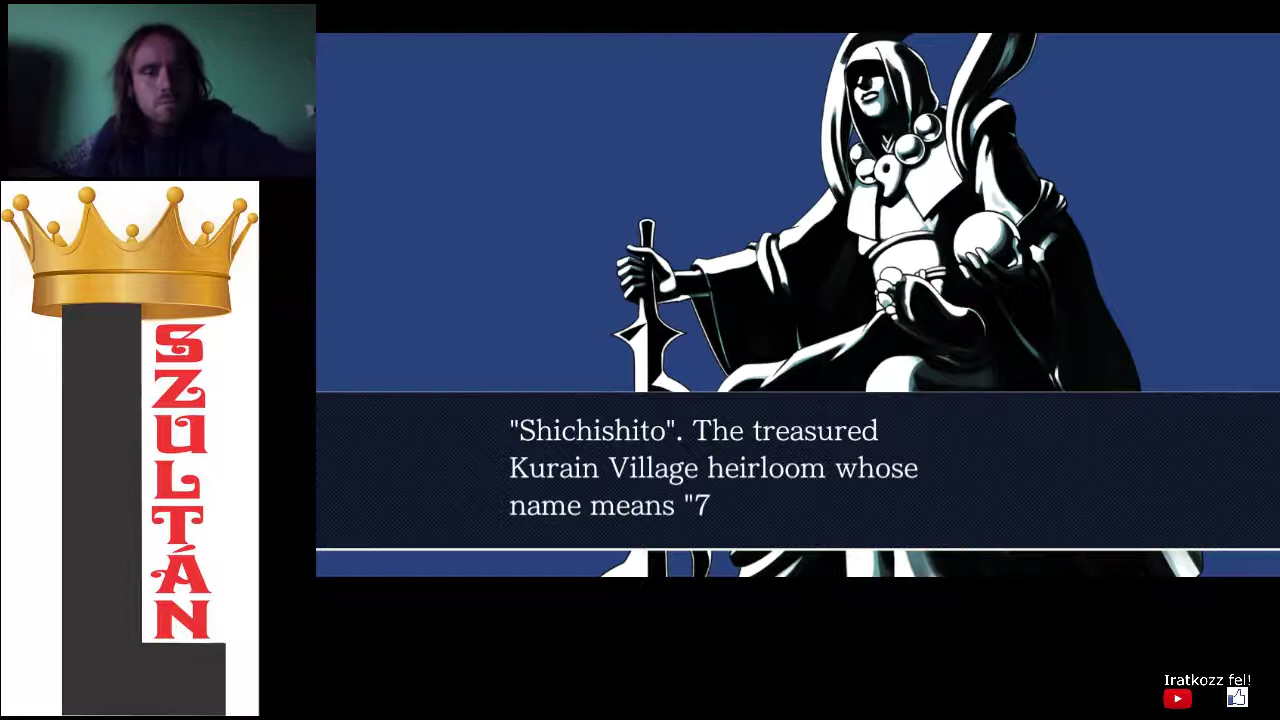 SZULTÁN
"Shichishito". The treasured
Kurain Village heirloom whose
name means "7
Iratkozz fel!